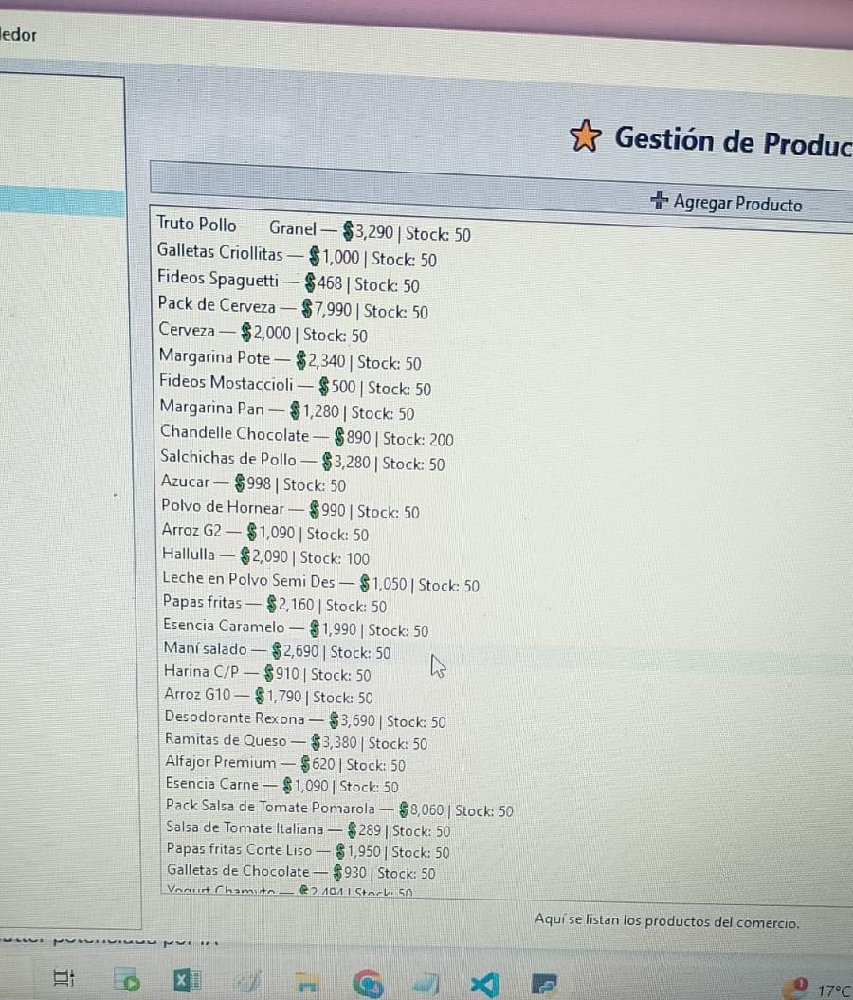 edor
Gestión de Produc
Agregar Producto
Truto Pollo Granel — $3,290 | Stock: 50
Galletas Criollitas — $1,000 | Stock: 50
Fideos Spaguetti — $468 | Stock: 50
Pack de Cerveza — $7,990 | Stock: 50
Cerveza — $2,000 | Stock: 50
Margarina Pote — $2,340 | Stock: 50
Fideos Mostaccioli — $500 | Stock: 50
Margarina Pan — $1,280 | Stock: 50
Chandelle Chocolate — $890 | Stock: 200
Salchichas de Pollo — $3,280 | Stock: 50
Azucar — $998 | Stock: 50
Polvo de Hornear — $990 | Stock: 50
Arroz G2 — $1,090 | Stock: 50
Hallulla — $2,090 | Stock: 100
Leche en Polvo Semi Des — $1,050 | Stock: 50
Papas fritas — $2,160 | Stock: 50
Esencia Caramelo — $1,990 | Stock: 50
Maní salado — $2,690 | Stock: 50
Harina C/P — $910 | Stock: 50
Arroz G10 — $1,790 | Stock: 50
Desodorante Rexona — $3,690 | Stock: 50
Ramitas de Queso — $3,380 | Stock: 50
Alfajor Premium — $620 | Stock: 50
Esencia Carne — $1,090 | Stock: 50
Pack Salsa de Tomate Pomarola — $8,060 | Stock: 50
Salsa de Tomate Italiana — $289 | Stock: 50
Papas fritas Corte Liso — $1,950 | Stock: 50
Galletas de Chocolate — $930 | Stock: 50
Aquí se listan los productos del comercio.
17°C